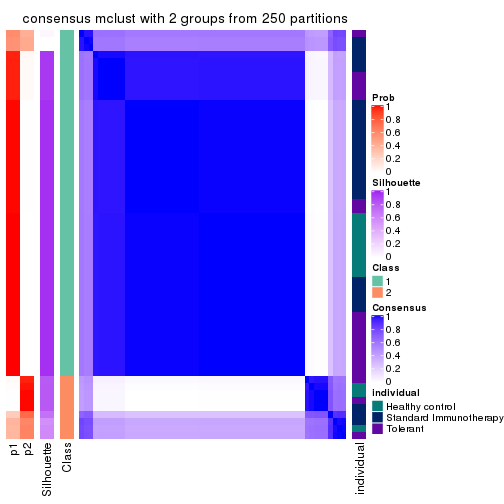 consensus mclust with 2 groups from 250 partitions
Prob
1
0.8
0.6
0.4
0.2
0
Silhouette
1
0.8
0.6
0.4
0.2
0
Class
1
2
Consensus
1
0.8
0.6
0.4
0.2
0
individual
Healthy control
Standard Immunotherapy
Tolerant
p1
p2
Silhouette
Class
individual